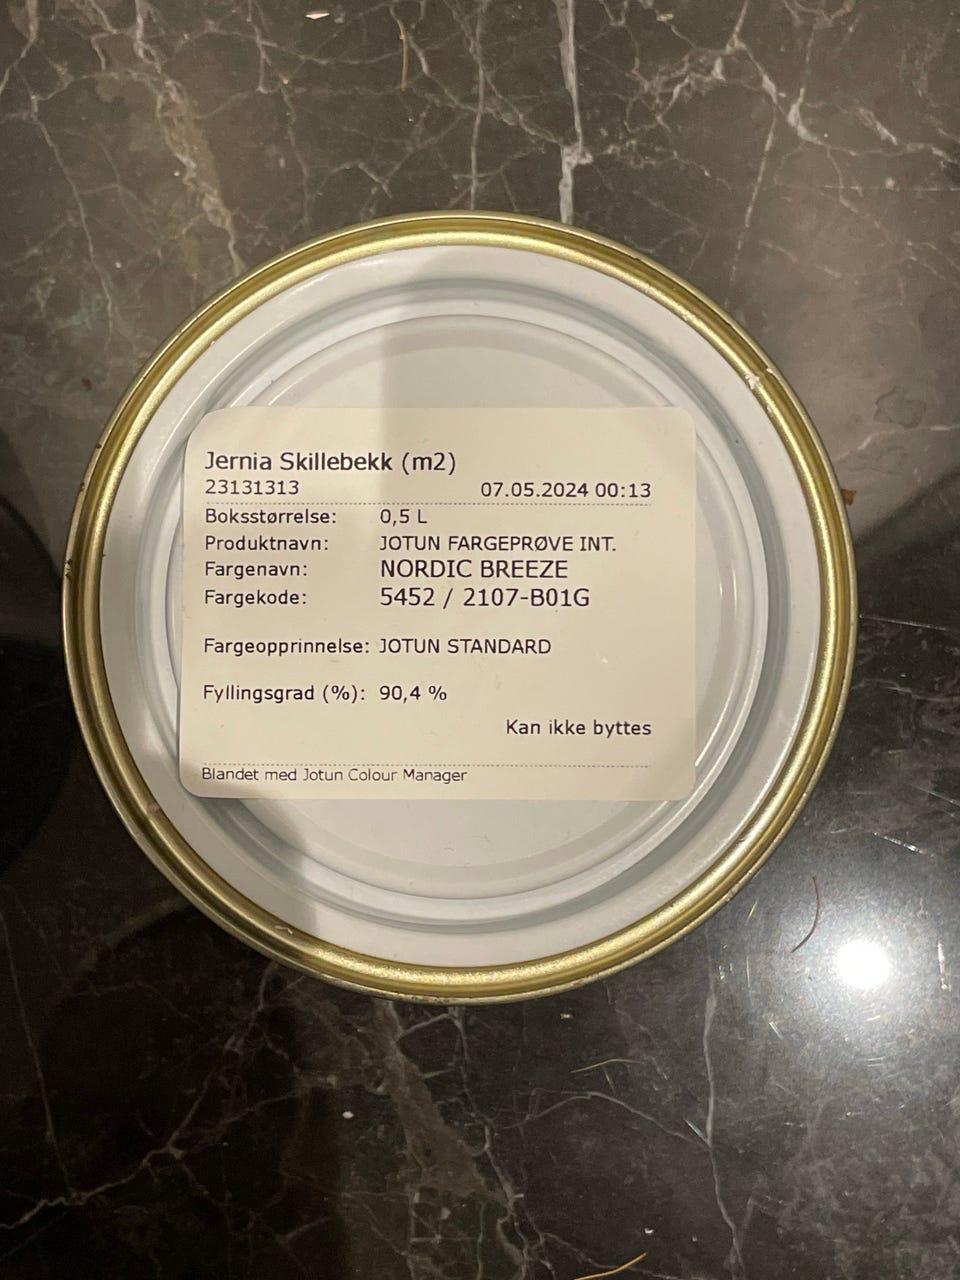 Jernia Skillebekk (m2)
23131313 07.05.2024 00:13
Boksstørrelse: 0,5 L
Produktnavn: JOTUN FARGEPRØVE INT.
Fargenavn: NORDIC BREEZE
Fargekode: 5452 / 2107-B01G
Fargeopprinnelse: JOTUN STANDARD
Fyllingsgrad (%): 90,4 %
Kan ikke byttes
Blandet med Jotun Colour Manager